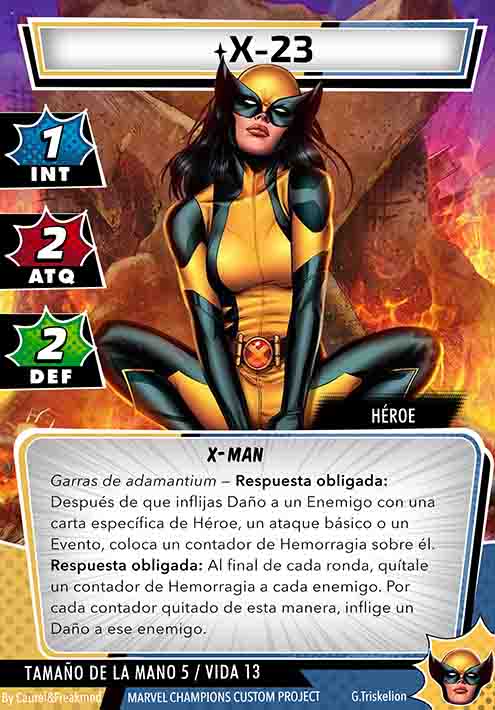 X-23
1
INT
2
ATQ
2
DEF
HÉROE
X-MAN
Garras de adamantium – Respuesta obligada:
Después de que inflijas Daño a un Enemigo con una
carta específica de Héroe, un ataque básico o un
Evento, coloca un contador de Hemorragia sobre él.
Respuesta obligada: Al final de cada ronda, quítale
un contador de Hemorragia a cada enemigo. Por
cada contador quitado de esta manera, inflige un
Daño a ese enemigo.
TAMAÑO DE LA MANO 5 / VIDA 13
By Cautel&Freakmod MARVEL CHAMPIONS CUSTOM PROJECT G.Triskelion